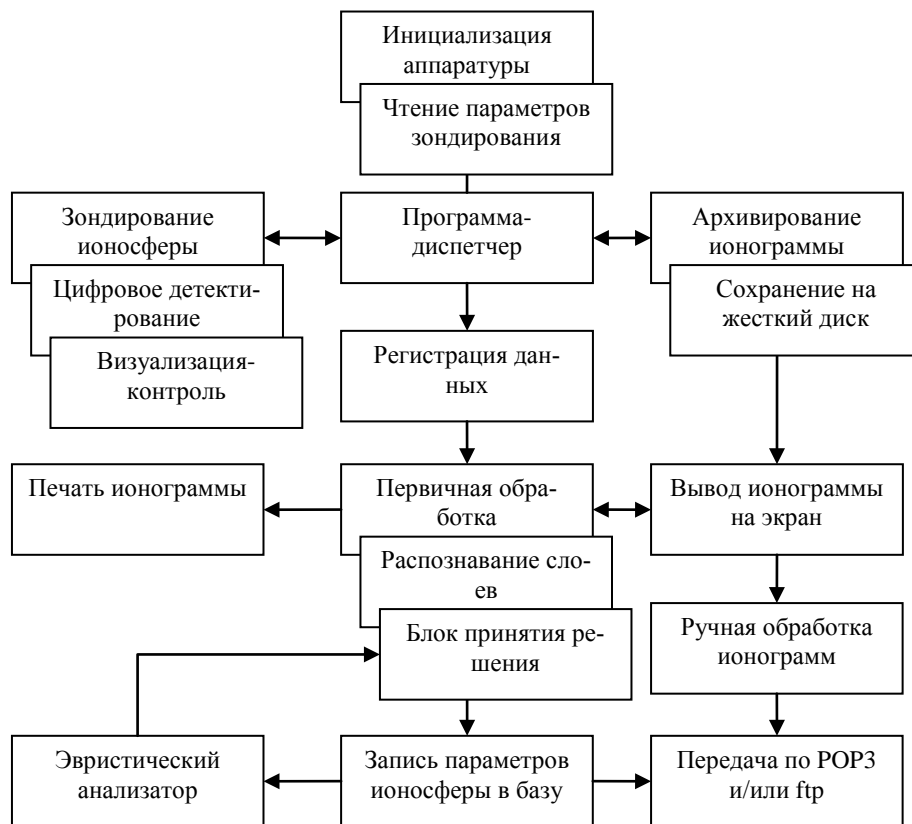 Инициализация
аппаратуры
Чтение параметров
зондирования
Зондирование
ионосферы
Цифровое детекти-
рование
Визуализация-
контроль
Программа-
диспетчер
Архивирование
ионограммы
Сохранение на
жесткий диск
Регистрация дан-
ных
Печать ионограммы
Первичная обра-
ботка
Распознавание сло-
ев
Блок принятия ре-
шения
Вывод ионограммы
на экран
Ручная обработка
ионограмм
Эвристический
анализатор
Запись параметров
ионосферы в базу
Передача по POP3
и/или ftp